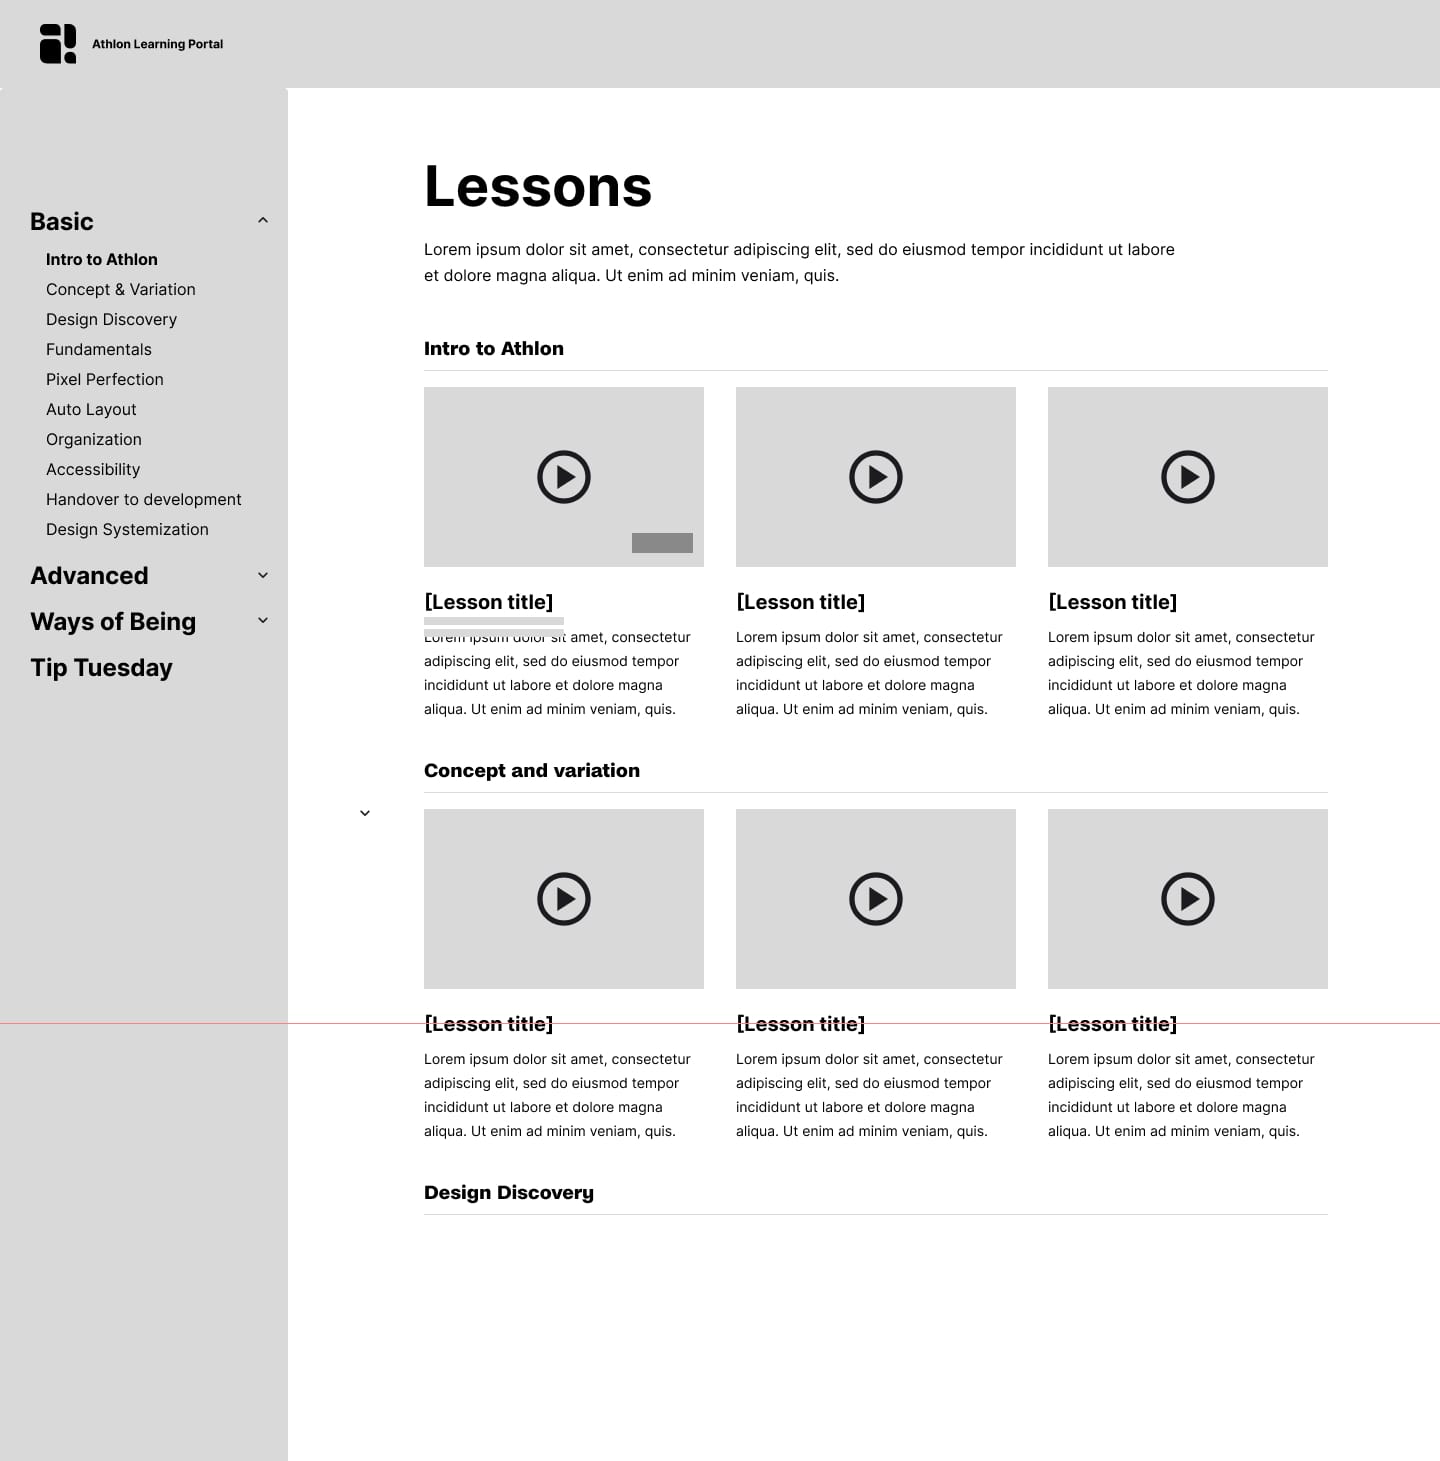 Athlon Learning Portal
Basic
Intro to Athlon
Concept & Variation
Design Discovery
Fundamentals
Pixel Perfection
Auto Layout
Organization
Accessibility
Handover to development
Design Systemization
Advanced
Ways of Being
Tip Tuesday
Lessons
Lorem ipsum dolor sit amet, consectetur adipiscing elit, sed do eiusmod tempor incididunt ut labore
et dolore magna aliqua. Ut enim ad minim veniam, quis.
Intro to Athlon
[Lesson title]
Lorem ipsum dolor sit amet, consectetur
adipiscing elit, sed do eiusmod tempor
incididunt ut labore et dolore magna
aliqua. Ut enim ad minim veniam, quis.
[Lesson title]
Lorem ipsum dolor sit amet, consectetur
adipiscing elit, sed do eiusmod tempor
incididunt ut labore et dolore magna
aliqua. Ut enim ad minim veniam, quis.
[Lesson title]
Lorem ipsum dolor sit amet, consectetur
adipiscing elit, sed do eiusmod tempor
incididunt ut labore et dolore magna
aliqua. Ut enim ad minim veniam, quis.
Concept and variation
[Lesson title]
Lorem ipsum dolor sit amet, consectetur
adipiscing elit, sed do eiusmod tempor
incididunt ut labore et dolore magna
aliqua. Ut enim ad minim veniam, quis.
[Lesson title]
Lorem ipsum dolor sit amet, consectetur
adipiscing elit, sed do eiusmod tempor
incididunt ut labore et dolore magna
aliqua. Ut enim ad minim veniam, quis.
[Lesson title]
Lorem ipsum dolor sit amet, consectetur
adipiscing elit, sed do eiusmod tempor
incididunt ut labore et dolore magna
aliqua. Ut enim ad minim veniam, quis.
Design Discovery